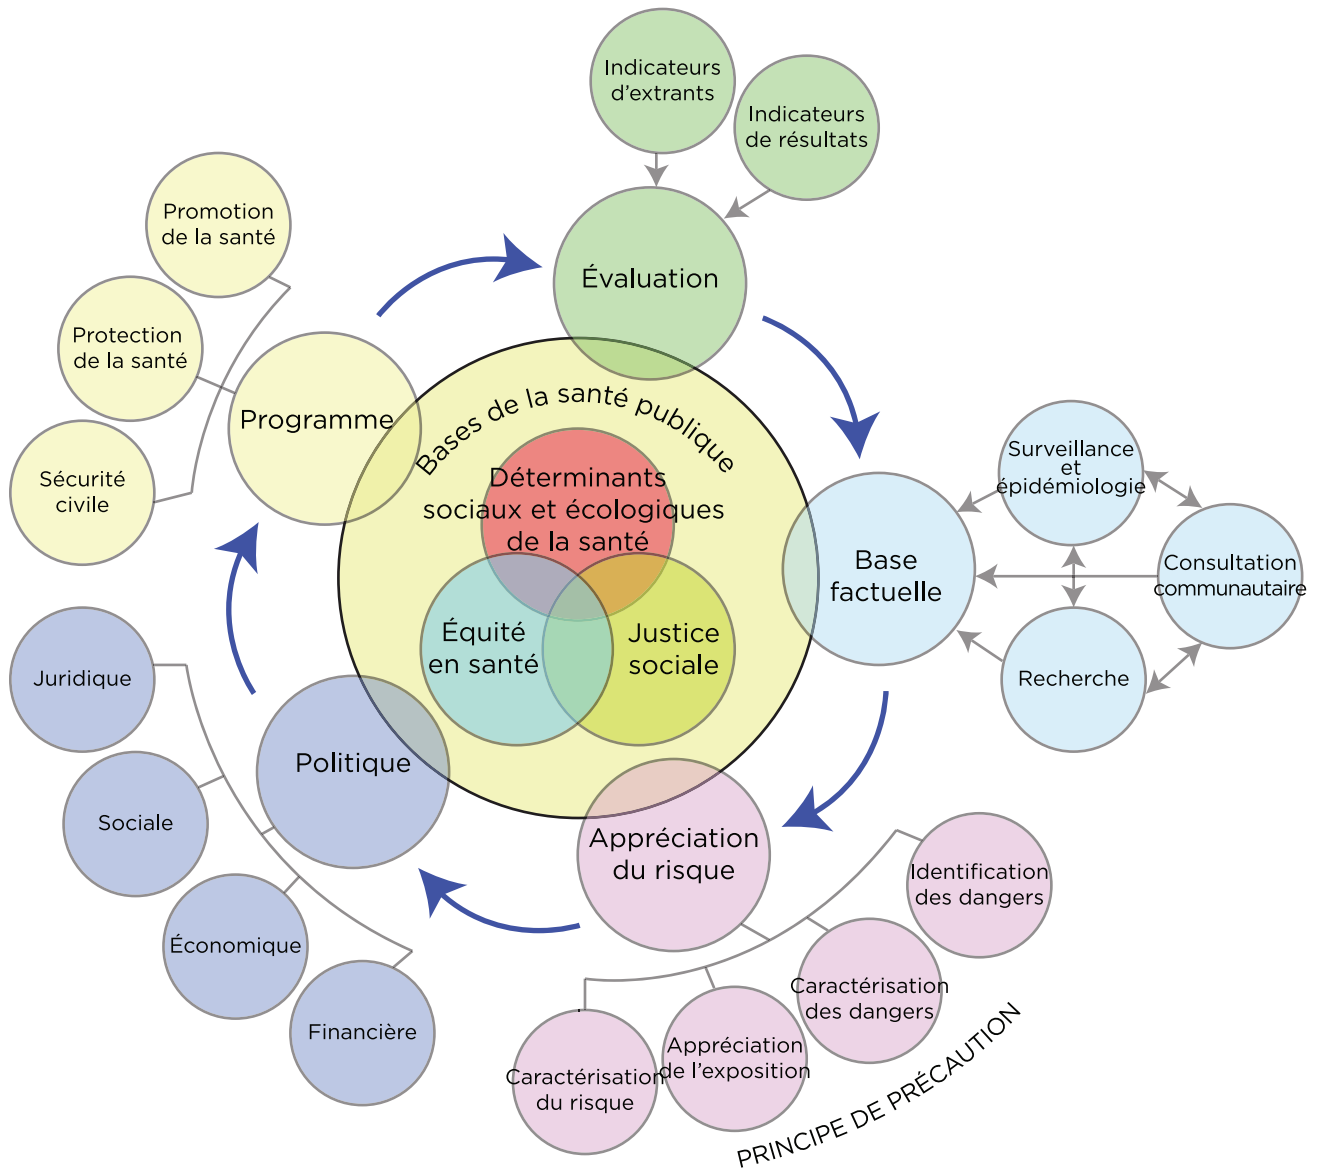 Indicateurs
d'extrants
Indicateurs
de résultats
Évaluation
Promotion
de la santé
Protection
de la santé
Sécurité
civile
Programme
Bases de la santé publique
Déterminants
sociaux et écologiques
de la santé
Équité
en santé
Justice
sociale
Base
factuelle
Surveillance
et
épidémiologie
Consultation
communautaire
Recherche
Appréciation
du risque
Identification
des dangers
Caractérisation
des dangers
Appréciation
de l'exposition
Caractérisation
du risque
PRINCIPE DE PRÉCAUTION
Politique
Juridique
Sociale
Économique
Financière